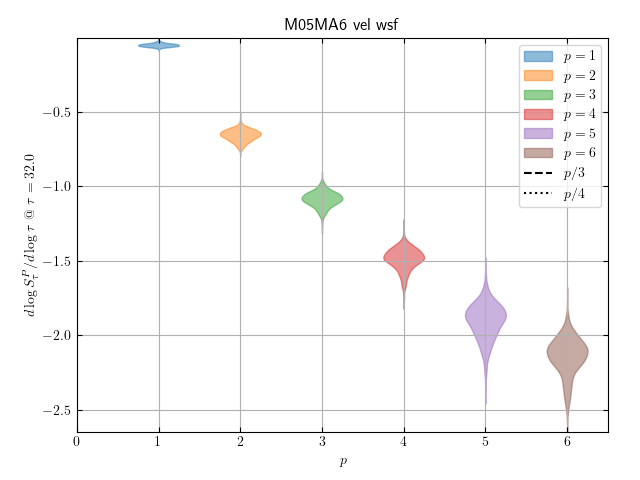 M05MA6 vel wsf
d log S_τ^P / d log τ @ τ = 32.0
−0.5
−1.0
−1.5
−2.0
−2.5
0 1 2 3 4 5 6
p
p = 1
p = 2
p = 3
p = 4
p = 5
p = 6
p/3
p/4